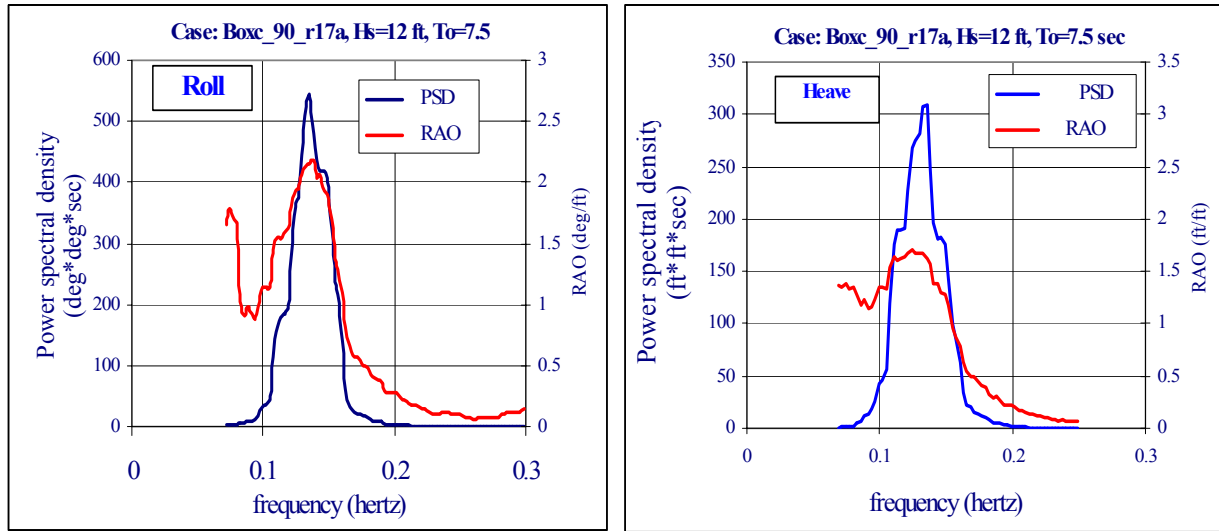 Case: Boxc_90_r17a, Hs=12 ft, To=7.5
Roll
PSD
RAO
600
500
400
300
200
100
0
3
2.5
2
1.5
1
0.5
0
Power spectral density
(deg*deg*sec)
RAO (deg/ft)
0
0.1
0.2
0.3
frequency (hertz)
Case: Boxc_90_r17a, Hs=12 ft, To=7.5 sec
Heave
PSD
RAO
350
300
250
200
150
100
50
0
3.5
3
2.5
2
1.5
1
0.5
0
Power spectral density
(ft*ft*sec)
RAO (ft/ft)
0
0.1
0.2
0.3
frequency (hertz)